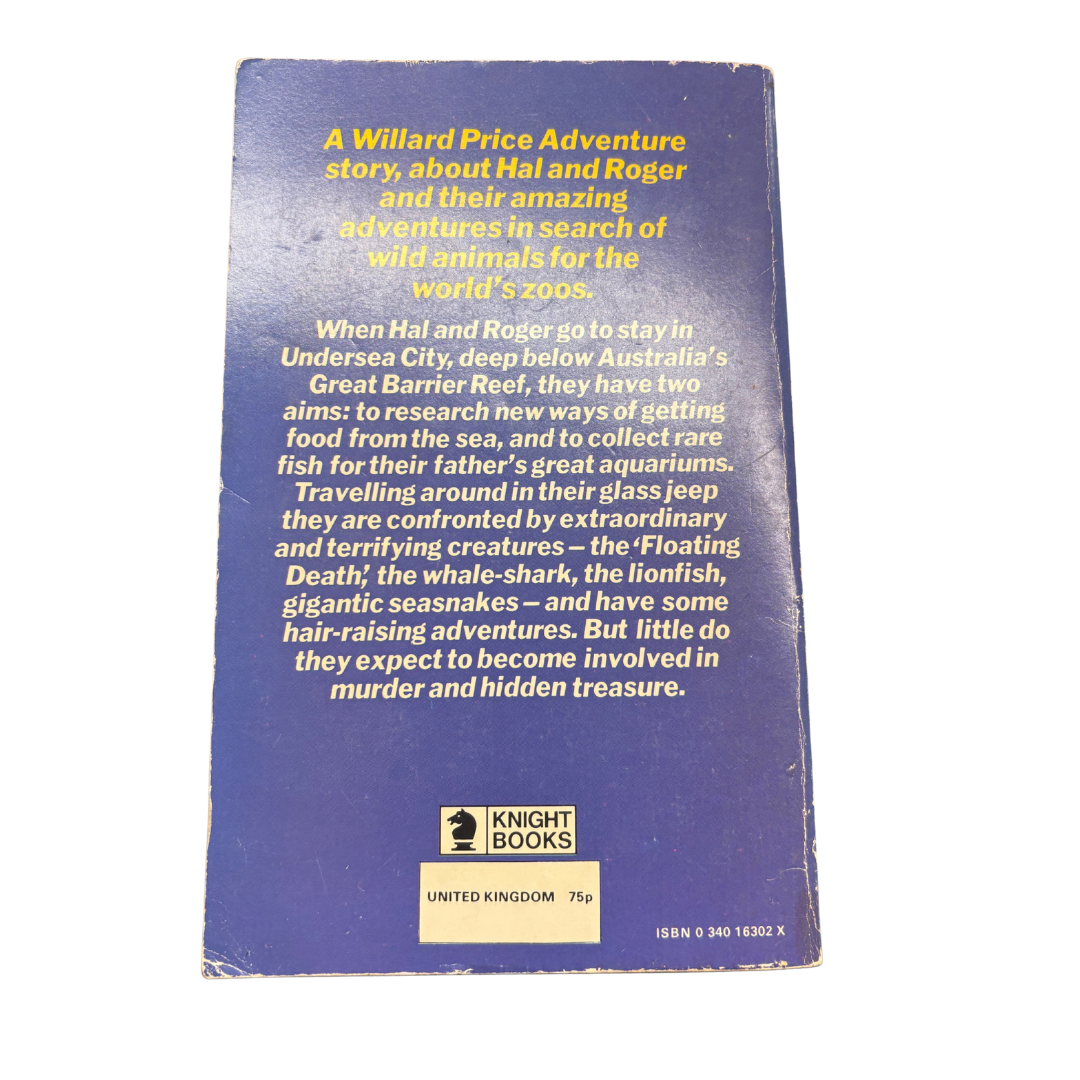 A Willard Price Adventure
story, about Hal and Roger
and their amazing
adventures in search of
wild animals for the
world's zoos.
When Hal and Roger go to stay in
Undersea City, deep below Australia's
Great Barrier Reef, they have two
aims: to research new ways of getting
food from the sea, and to collect rare
fish for their father's great aquariums.
Travelling around in their glass jeep
they are confronted by extraordinary
and terrifying creatures – the ‘Floating
Death’, the whale-shark, the lionfish,
gigantic seasnakes – and have some
hair-raising adventures. But little do
they expect to become involved in
murder and hidden treasure.
KNIGHT
BOOKS
UNITED KINGDOM 75p
ISBN 0 340 16302 X